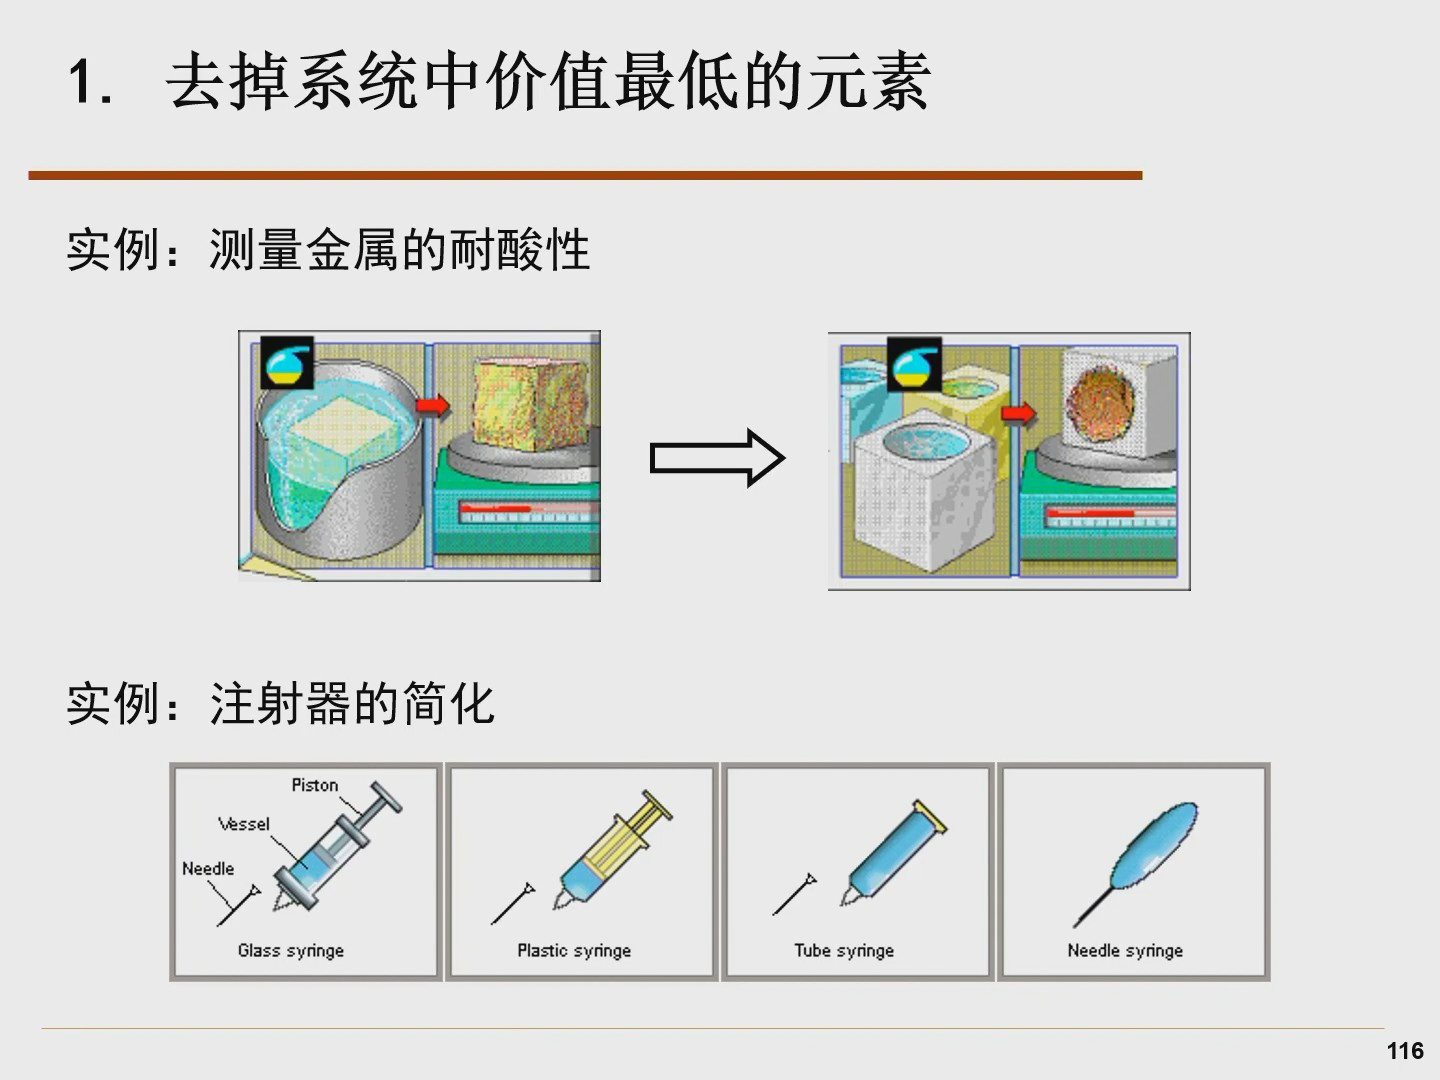 1. 去掉系统中价值最低的元素
实例：测量金属的耐酸性
实例：注射器的简化
Piston
Vessel
Needle
Glass syringe
Plastic syringe
Tube syringe
Needle syringe
116